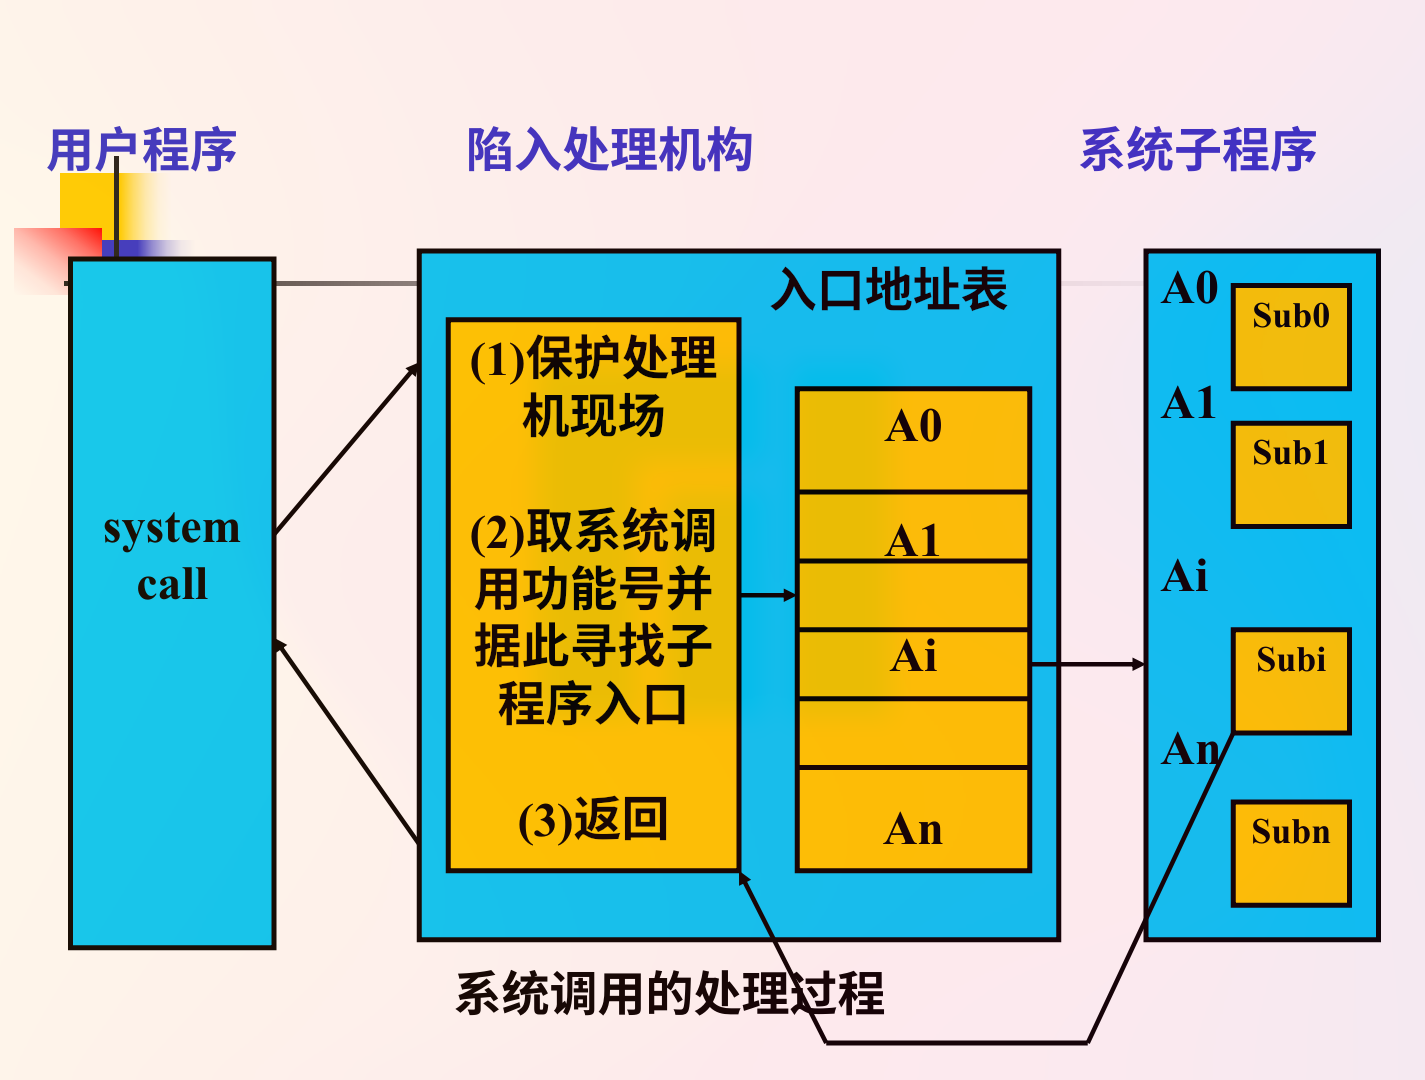 用户程序
陷入处理机构
系统子程序
system
call
入口地址表
(1)保护处理
机现场
(2)取系统调
用功能号并
据此寻找子
程序入口
(3)返回
A0
A1
Ai
An
A0
Sub0
A1
Sub1
Ai
Subi
An
Subn
系统调用的处理过程